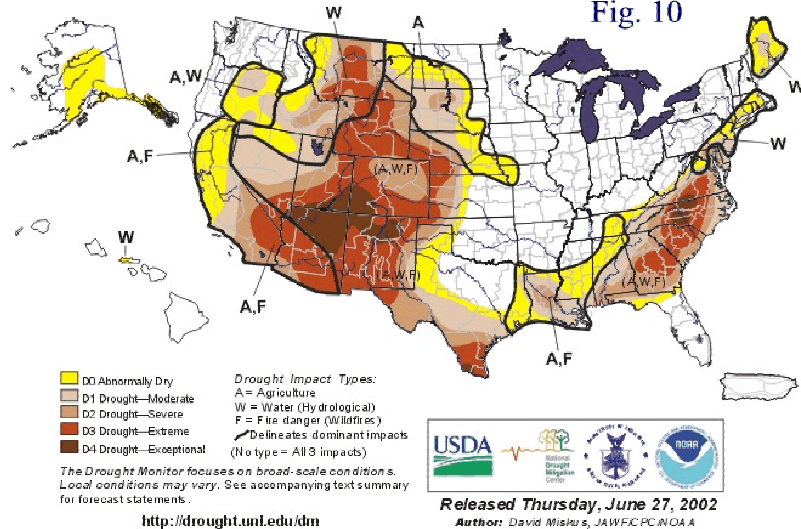 Fig. 10
W
A
A,W
W
A,F
W
(A,W,F)
W
A,F
(A,W,F)
(A,W,F)
A,F
D0 Abnormally Dry
D1 Drought—Moderate
D2 Drought—Severe
D3 Drought—Extreme
D4 Drought—Exceptional
Drought Impact Types:
A = Agriculture
W = Water (Hydrological)
F = Fire danger (Wildfires)
Delineates dominant impacts
(No type = All 3 impacts)
The Drought Monitor focuses on broad-scale conditions.
Local conditions may vary. See accompanying text summary
for forecast statements.
http://drought.unl.edu/dm
USDA
National
Drought
Mitigation
Center
NOAA
Released Thursday, June 27, 2002
Author: David Miskus, JAWF/CPC/NOAA